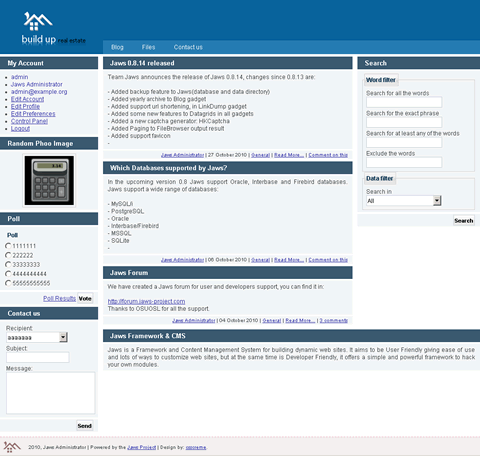 build up real estate
Blog
Files
Contact us
My Account
admin
Jaws Administrator
admin@example.org
Edit Account
Edit Profile
Edit Preferences
Control Panel
Logout
Random Phoo Image
Poll
Poll
1111111
222222
33333333
4444444444
55555555555
Poll Results Vote
Contact us
Recipient:
aaaaaaa
Subject:
Message:
Send
Jaws 0.8.14 released
Team Jaws announces the release of Jaws 0.8.14, changes since 0.8.13 are:
- Added backup feature to Jaws(database and data directory)
- Added yearly archive to Blog gadget
- Added support url shortening, in LinkDump gadget
- Added some new features to Datagrids in all gadgets
- Added a new captcha generator: HKCaptcha
- Added Paging to FileBrowser output result
- Added support favicon
-
Jaws Administrator | 27 October 2010 | General | Read More... | Comment on this
Which Databases supported by Jaws?
In the upcoming version 0.8 Jaws support Oracle, Interbase and Firebird databases.
Jaws support a wide range of databases:
- MySQL/i
- PostgreSQL
- Oracle
- Interbase/Firebird
- MSSQL
- SQLite
-
Jaws Administrator | 06 October 2010 | General | Read More... | Comment on this
Jaws Forum
We have created a Jaws forum for user and developers support, you can find it in:
http://forum.jaws-project.com
Thanks to OSUOSL for all the support.
Jaws Administrator | 04 October 2010 | General | Read More... | 3 comments
Jaws Framework & CMS
Jaws is a Framework and Content Management System for building dynamic web sites. It aims to be User Friendly giving ease of use
and lots of ways to customize web sites, but at the same time is Developer Friendly, it offers a simple and powerful framework to hack
your own modules.
Search
Word filter
Search for all the words
Search for the exact phrase
Search for at least any of the words
Exclude the words
Data filter
Search in
All
Search
2010, Jaws Administrator | Powered by the Jaws Project | Design by: